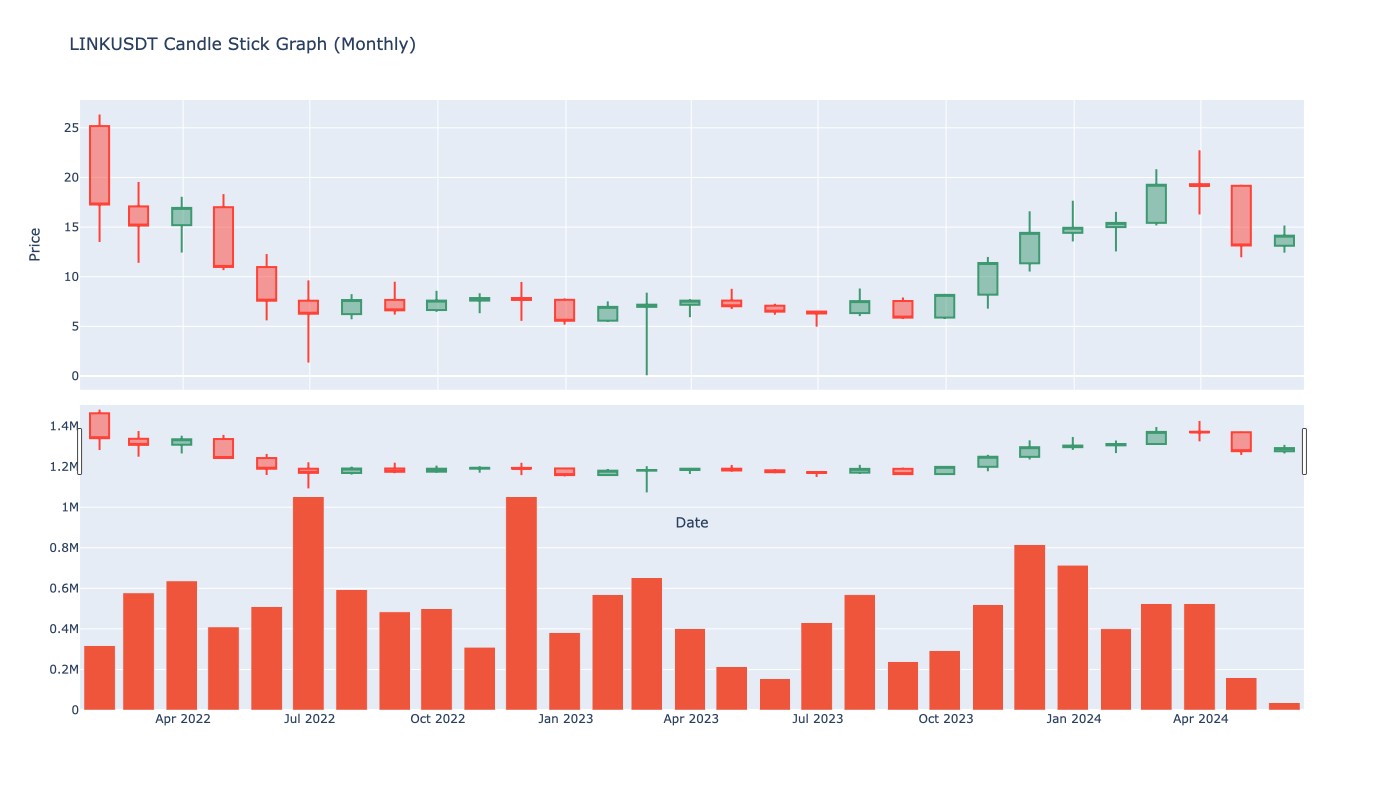 LINKUSDT Candle Stick Graph (Monthly)
25
20
15
10
5
0
Price
1.4M
1.2M
1M
0.8M
0.6M
0.4M
0.2M
0
Date
Apr 2022 Jul 2022 Oct 2022 Jan 2023 Apr 2023 Jul 2023 Oct 2023 Jan 2024 Apr 2024